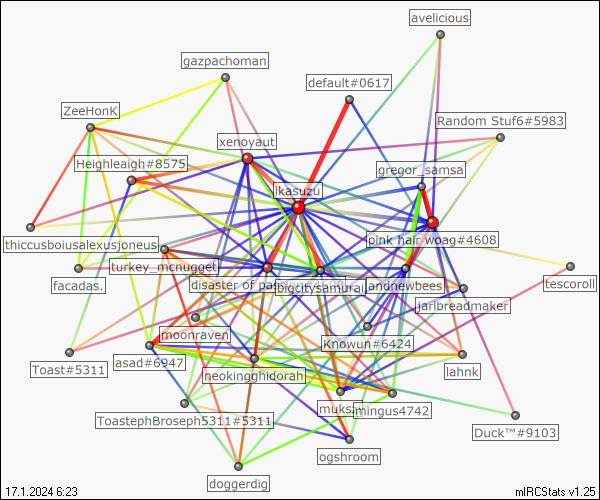 avelicious
gazpachoman
default#0617
ZeeHonK
Random Stuf6#5983
xenoyaut
Heighleigh#8575
gregor_samsa
ikasuzu
pink hair woag#4608
thiccusboiusalexusjoneus
turkey_mcnugget
facadas.
disaster of pa
bigcitysamurai
andnewbees
tescoroll
jarlbreadmaker
moonraven
Knowun#6424
Toast#5311
asad#6947
neokingghidorah
lahnk
muks
mingus4742
ToastephBroseph5311#5311
Duck™#9103
ogshroom
doggerdig
17.1.2024 6:23
mIRCStats v1.25